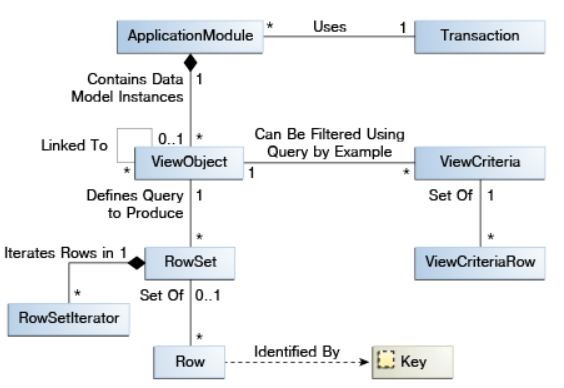 ApplicationModule
* Uses 1
Transaction
Contains Data
Model Instances
1
Linked To
0..1
*
*
ViewObject
Can Be Filtered Using
Query by Example
1
*
ViewCriteria
Defines Query
to Produce
1
*
Set Of 1
*
Iterates Rows in 1
*
RowSet
ViewCriteriaRow
RowSetIterator
Set Of 0..1
*
Row
Identified By
Key